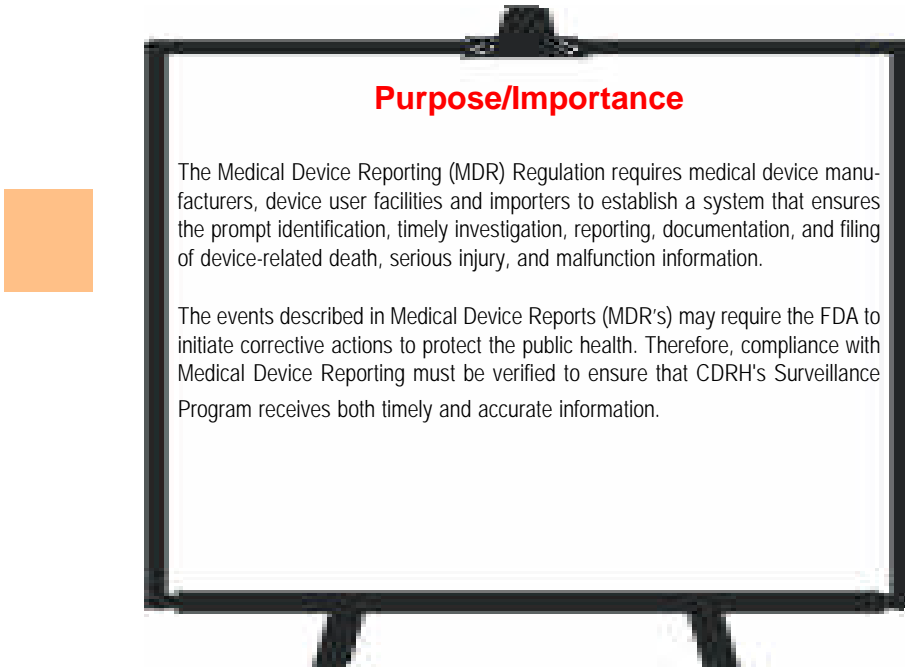 Purpose/Importance
The Medical Device Reporting (MDR) Regulation requires medical device manu-
facturers, device user facilities and importers to establish a system that ensures
the prompt identification, timely investigation, reporting, documentation, and filing
of device-related death, serious injury, and malfunction information.
The events described in Medical Device Reports (MDR's) may require the FDA to
initiate corrective actions to protect the public health. Therefore, compliance with
Medical Device Reporting must be verified to ensure that CDRH's Surveillance
Program receives both timely and accurate information.